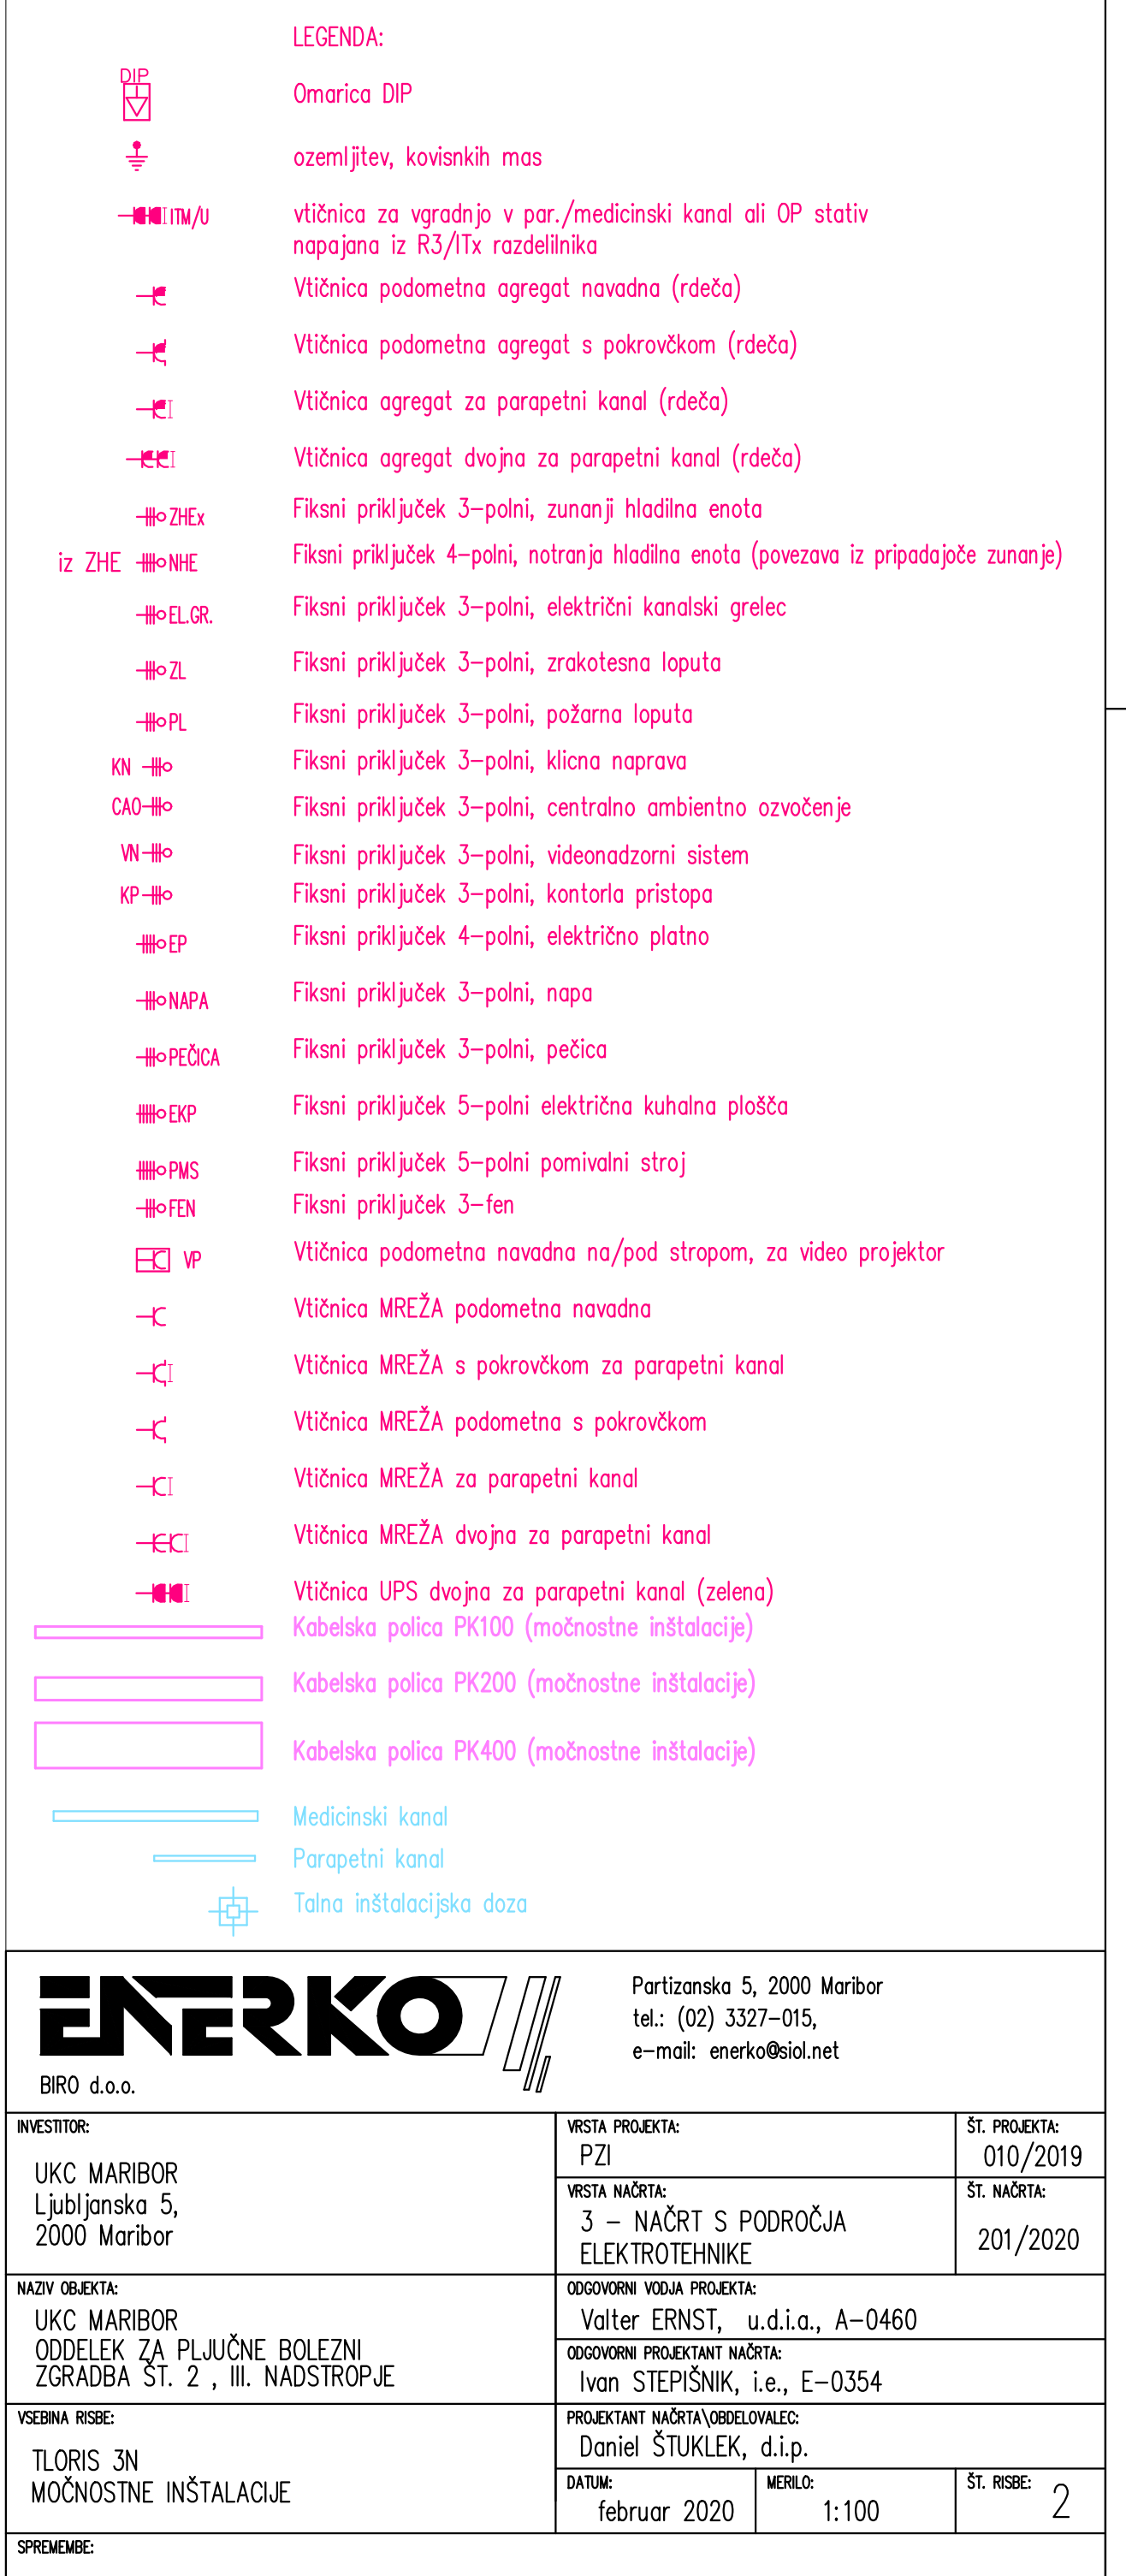 LEGENDA:
DIP
Omarica DIP
ozemljitev, kovisnkih mas
ITM/U
vtičnica za vgradnjo v par./medicinski kanal ali OP stativ
napajana iz R3/ITx razdelilnika
Vtičnica podometna agregat navadna (rdeča)
Vtičnica podometna agregat s pokrovčkom (rdeča)
Vtičnica agregat za parapetni kanal (rdeča)
Vtičnica agregat dvojna za parapetni kanal (rdeča)
ZHEx Fiksni priključek 3-polni, zunanji hladilna enota
iz ZHE NHE Fiksni priključek 4-polni, notranja hladilna enota (povezava iz pripadajoče zunanje)
EL.GR. Fiksni priključek 3-polni, električni kanalski grelec
ZL Fiksni priključek 3-polni, zrakotesna loputa
PL Fiksni priključek 3-polni, požarna loputa
KN Fiksni priključek 3-polni, klicna naprava
CAO Fiksni priključek 3-polni, centralno ambientno ozvočenje
VN Fiksni priključek 3-polni, videonadzorni sistem
KP Fiksni priključek 3-polni, kontorla pristopa
EP Fiksni priključek 4-polni, električno platno
NAPA Fiksni priključek 3-polni, napa
PEČICA Fiksni priključek 3-polni, pečica
EKP Fiksni priključek 5-polni električna kuhalna plošča
PMS Fiksni priključek 5-polni pomivalni stroj
FEN Fiksni priključek 3-fen
VP Vtičnica podometna navadna na/pod stropom, za video projektor
Vtičnica MREŽA podometna navadna
Vtičnica MREŽA s pokrovčkom za parapetni kanal
Vtičnica MREŽA podometna s pokrovčkom
Vtičnica MREŽA za parapetni kanal
Vtičnica MREŽA dvojna za parapetni kanal
Vtičnica UPS dvojna za parapetni kanal (zelena)
Kabelska polica PK100 (močnostne inštalacije)
Kabelska polica PK200 (močnostne inštalacije)
Kabelska polica PK400 (močnostne inštalacije)
Medicinski kanal
Parapetni kanal
Talna inštalacijska doza
ENERKO
BIRO d.o.o.
Partizanska 5, 2000 Maribor
tel.: (02) 3327-015,
e-mail: enerko@siol.net
INVESTITOR:
UKC MARIBOR
Ljubljanska 5,
2000 Maribor
VRSTA PROJEKTA:
PZI
ŠT. PROJEKTA:
010/2019
VRSTA NAČRTA:
3 - NAČRT S PODROČJA
ELEKTROTEHNIKE
ŠT. NAČRTA:
201/2020
NAZIV OBJEKTA:
UKC MARIBOR
ODDELEK ZA PLJUČNE BOLEZNI
ZGRADBA ŠT. 2 , III. NADSTROPJE
ODGOVORNI VODJA PROJEKTA:
Valter ERNST, u.d.i.a., A-0460
ODGOVORNI PROJEKTANT NAČRTA:
Ivan STEPIŠNIK, i.e., E-0354
VSEBINA RISBE:
TLORIS 3N
MOČNOSTNE INŠTALACIJE
PROJEKTANT NAČRTA\OBDELOVALEC:
Daniel ŠTUKLEK, d.i.p.
DATUM:
februar 2020
MERILO:
1:100
ŠT. RISBE:
2
SPREMEMBE: